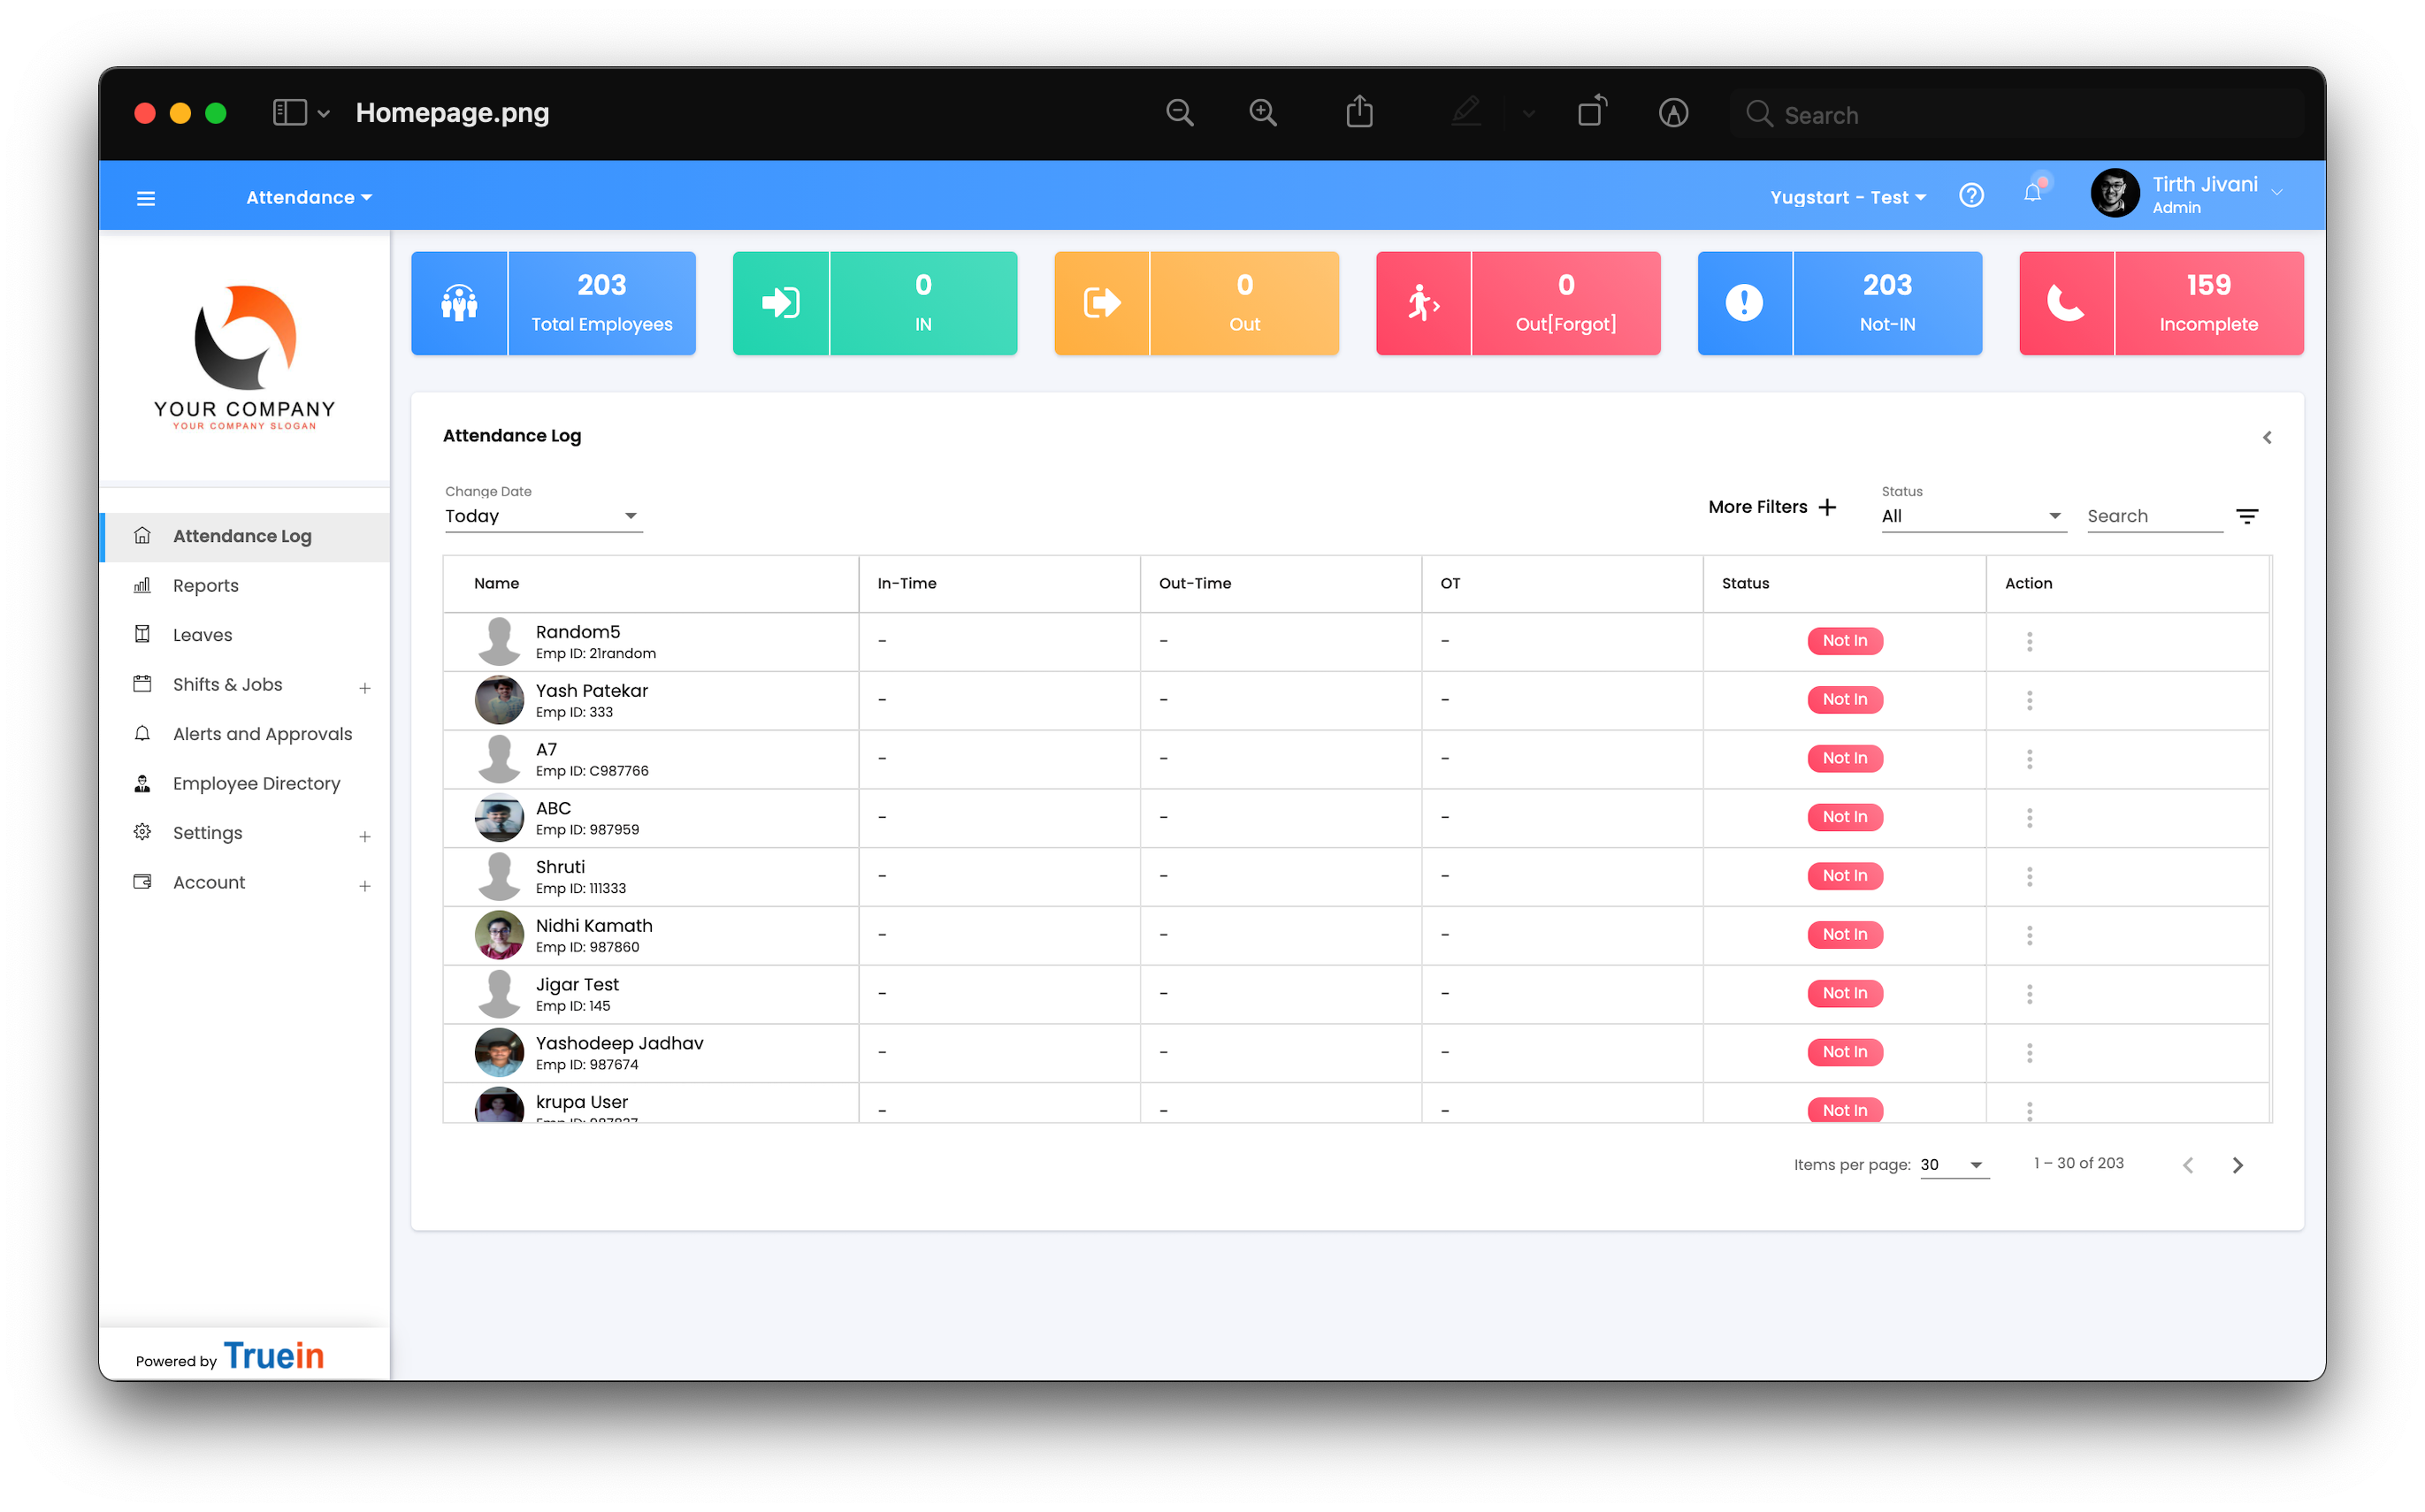 Homepage.png
Search
Attendance
Yugstart - Test
Tirth Jivani
Admin
YOUR COMPANY
YOUR COMPANY SLOGAN
203
Total Employees
0
IN
0
Out
0
Out[Forgot]
203
Not-IN
159
Incomplete
Attendance Log
Reports
Leaves
Shifts & Jobs
Alerts and Approvals
Employee Directory
Settings
Account
Powered by Truein
Attendance Log
Change Date
Today
More Filters +
Status
All
Search
Name In-Time Out-Time OT Status Action
Random5
Emp ID: 21random
- - - Not In
Yash Patekar
Emp ID: 333
- - - Not In
A7
Emp ID: C987766
- - - Not In
ABC
Emp ID: 987959
- - - Not In
Shruti
Emp ID: 111333
- - - Not In
Nidhi Kamath
Emp ID: 987860
- - - Not In
Jigar Test
Emp ID: 145
- - - Not In
Yashodeep Jadhav
Emp ID: 987674
- - - Not In
krupa User
- - - Not In
Items per page: 30
1 – 30 of 203